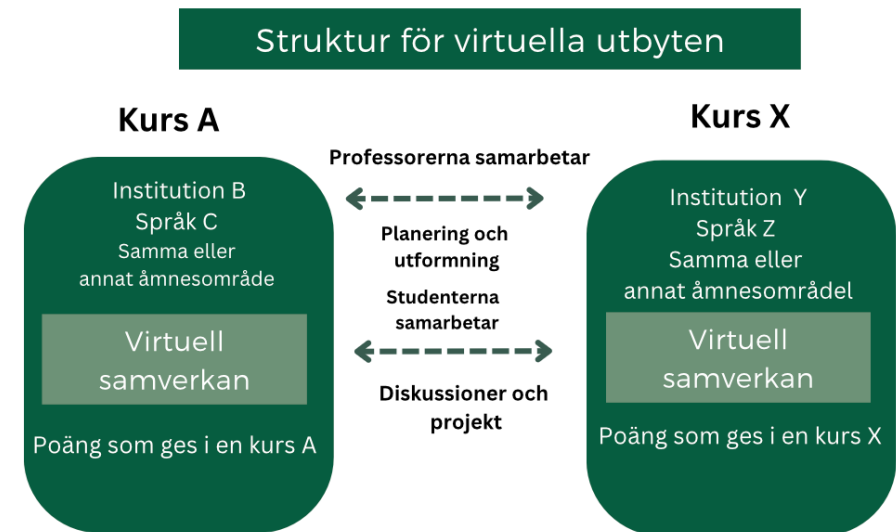 Struktur för virtuella utbyten
Kurs A
Institution B
Språk C
Samma eller
annat åmnesområde
Virtuell
samverkan
Poäng som ges i en kurs A
Professorerna samarbetar
Planering och
utformning
Studenterna
samarbetar
Diskussioner och
projekt
Kurs X
Institution Y
Språk Z
Samma eller
annat åmnesområdel
Virtuell
samverkan
Poäng som ges i en kurs X